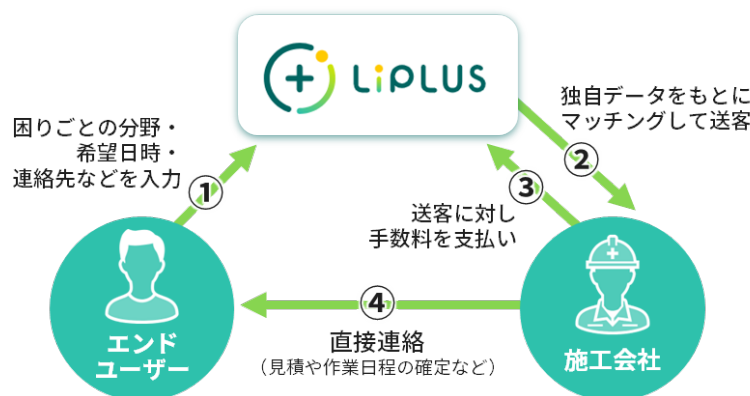 LiPLUS
困りごとの分野・
希望日時・
連絡先などを入力
①
独自データをもとに
マッチングして送客
②
③
送客に対し
手数料を支払い
④
直接連絡
（見積や作業日程の確定など）
エンド
ユーザー
施工会社